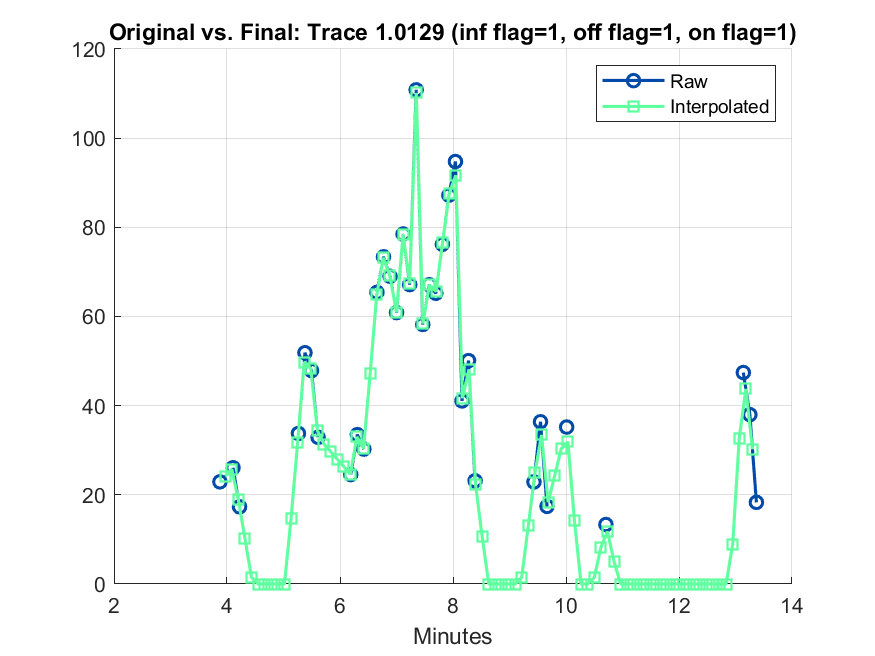 Original vs. Final: Trace 1.0129 (inf flag=1, off flag=1, on flag=1)
120
100
80
60
40
20
0
Raw
Interpolated
2 4 6 8 10 12 14
Minutes